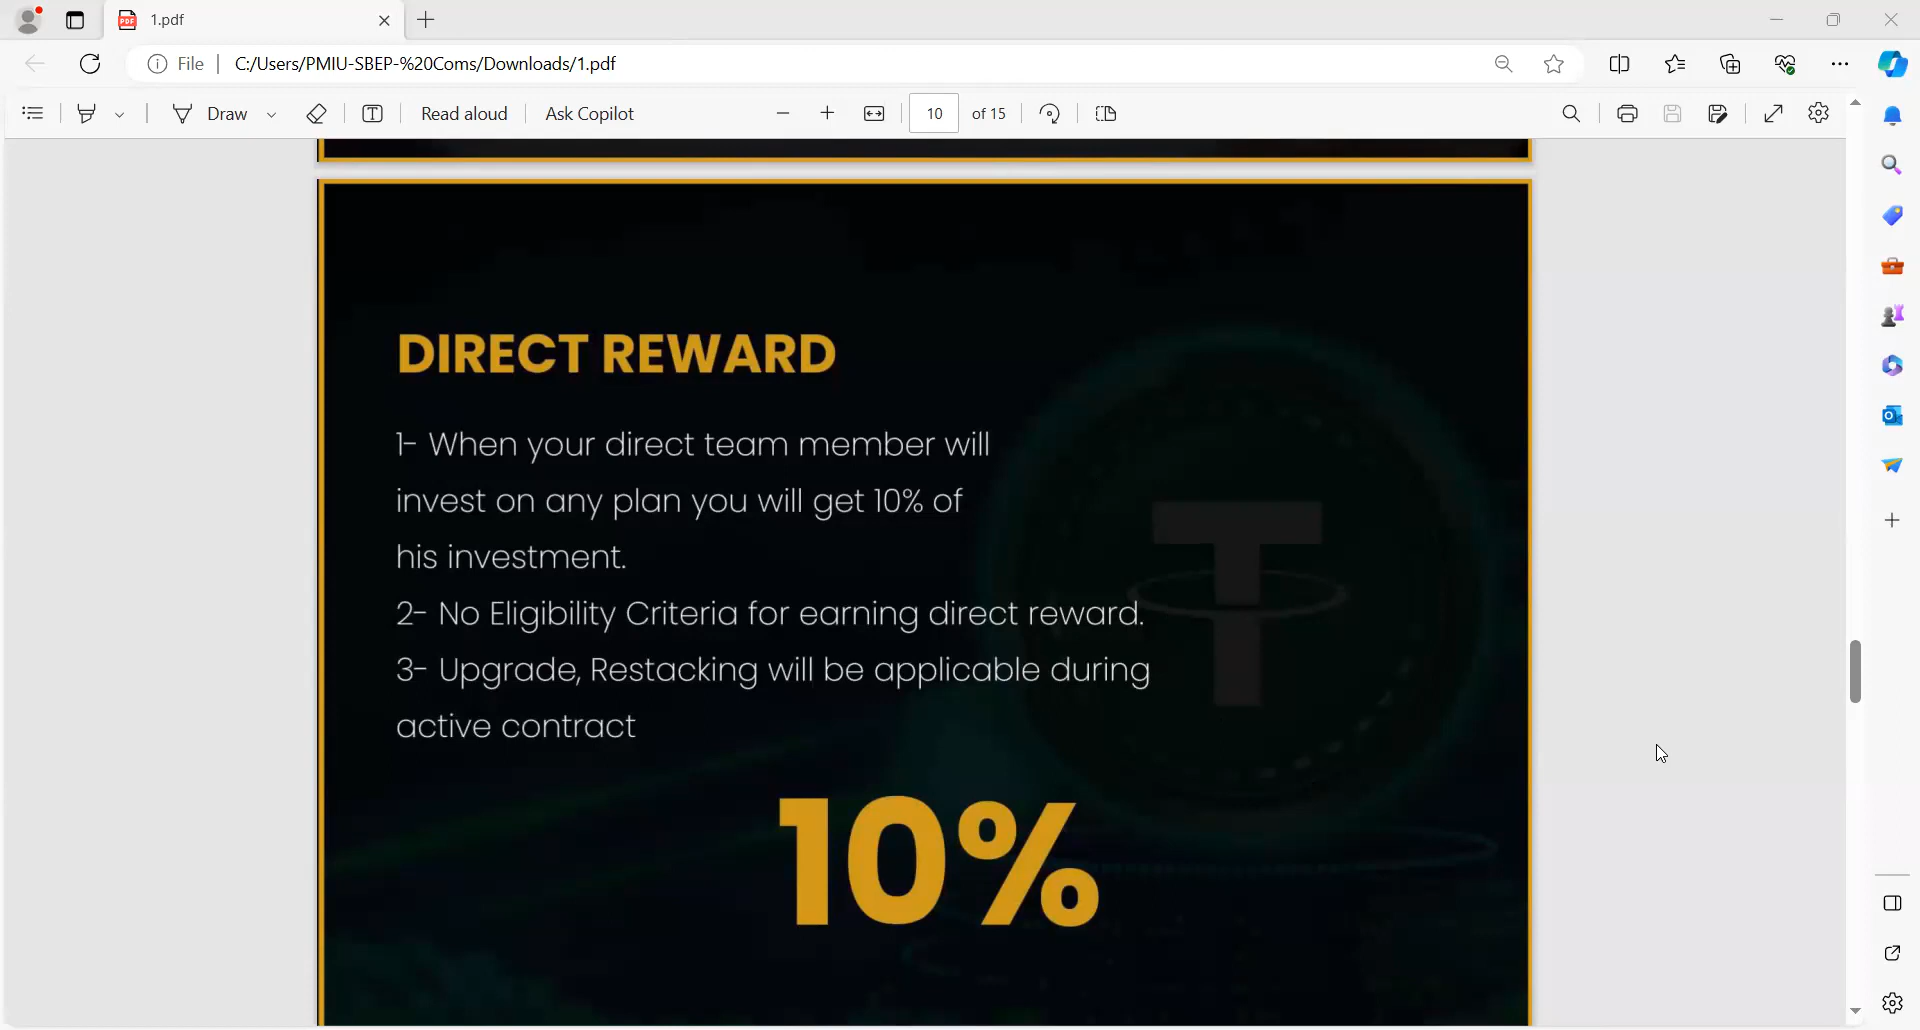 1.pdf
File
C:/Users/PMIU-SBEP-%20Coms/Downloads/1.pdf
Draw
Read aloud
Ask Copilot
10 of 15
DIRECT REWARD
1- When your direct team member will
invest on any plan you will get 10% of
his investment.
2- No Eligibility Criteria for earning direct reward.
3- Upgrade, Restacking will be applicable during
active contract
10%